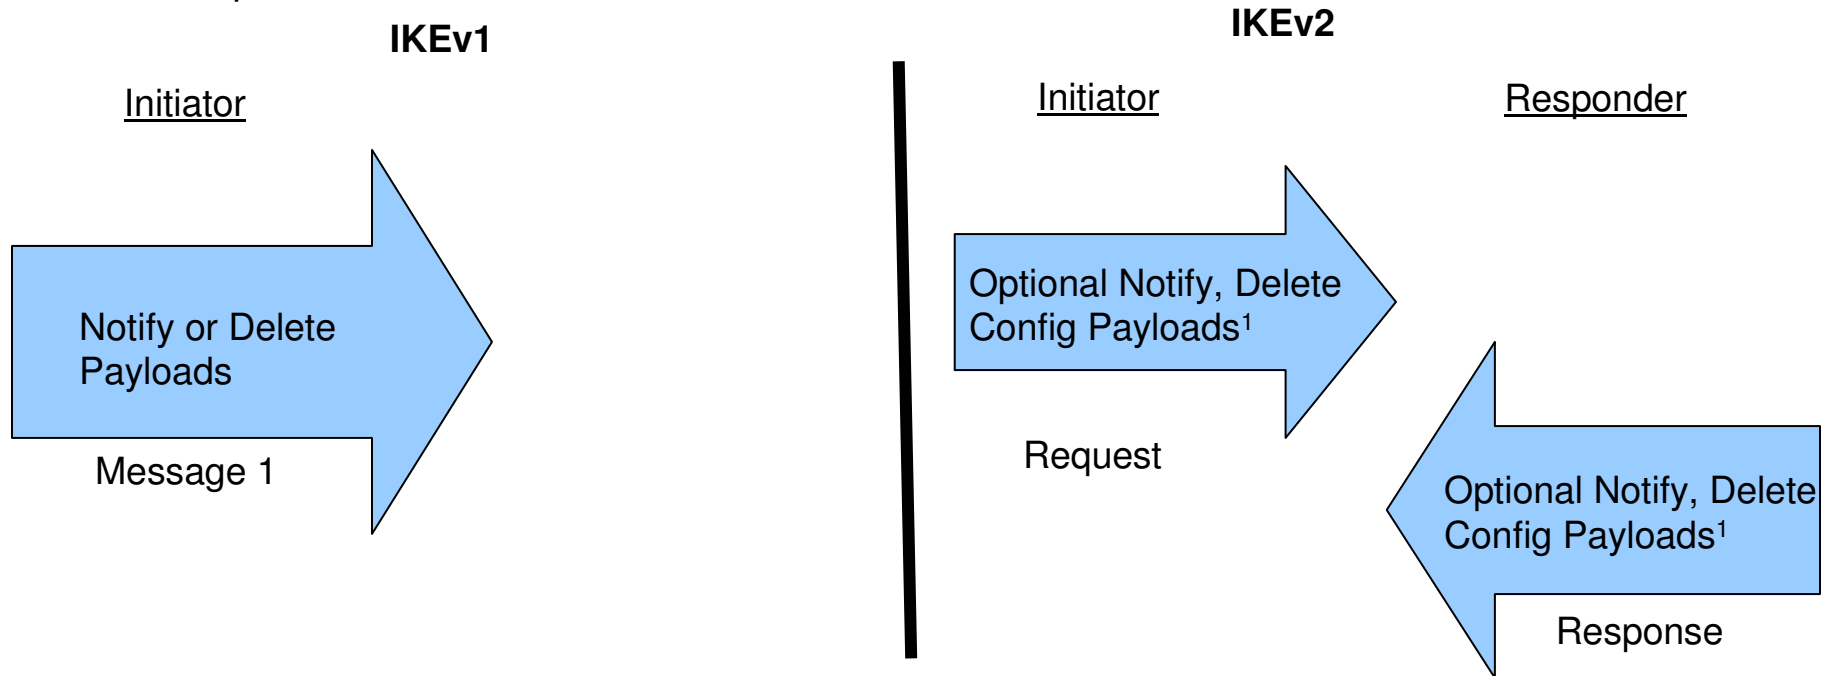 IKEv1
Initiator
Notify or Delete
Payloads
Message 1
IKEv2
Initiator
Responder
Optional Notify, Delete
Config Payloads¹
Request
Optional Notify, Delete
Config Payloads¹
Response